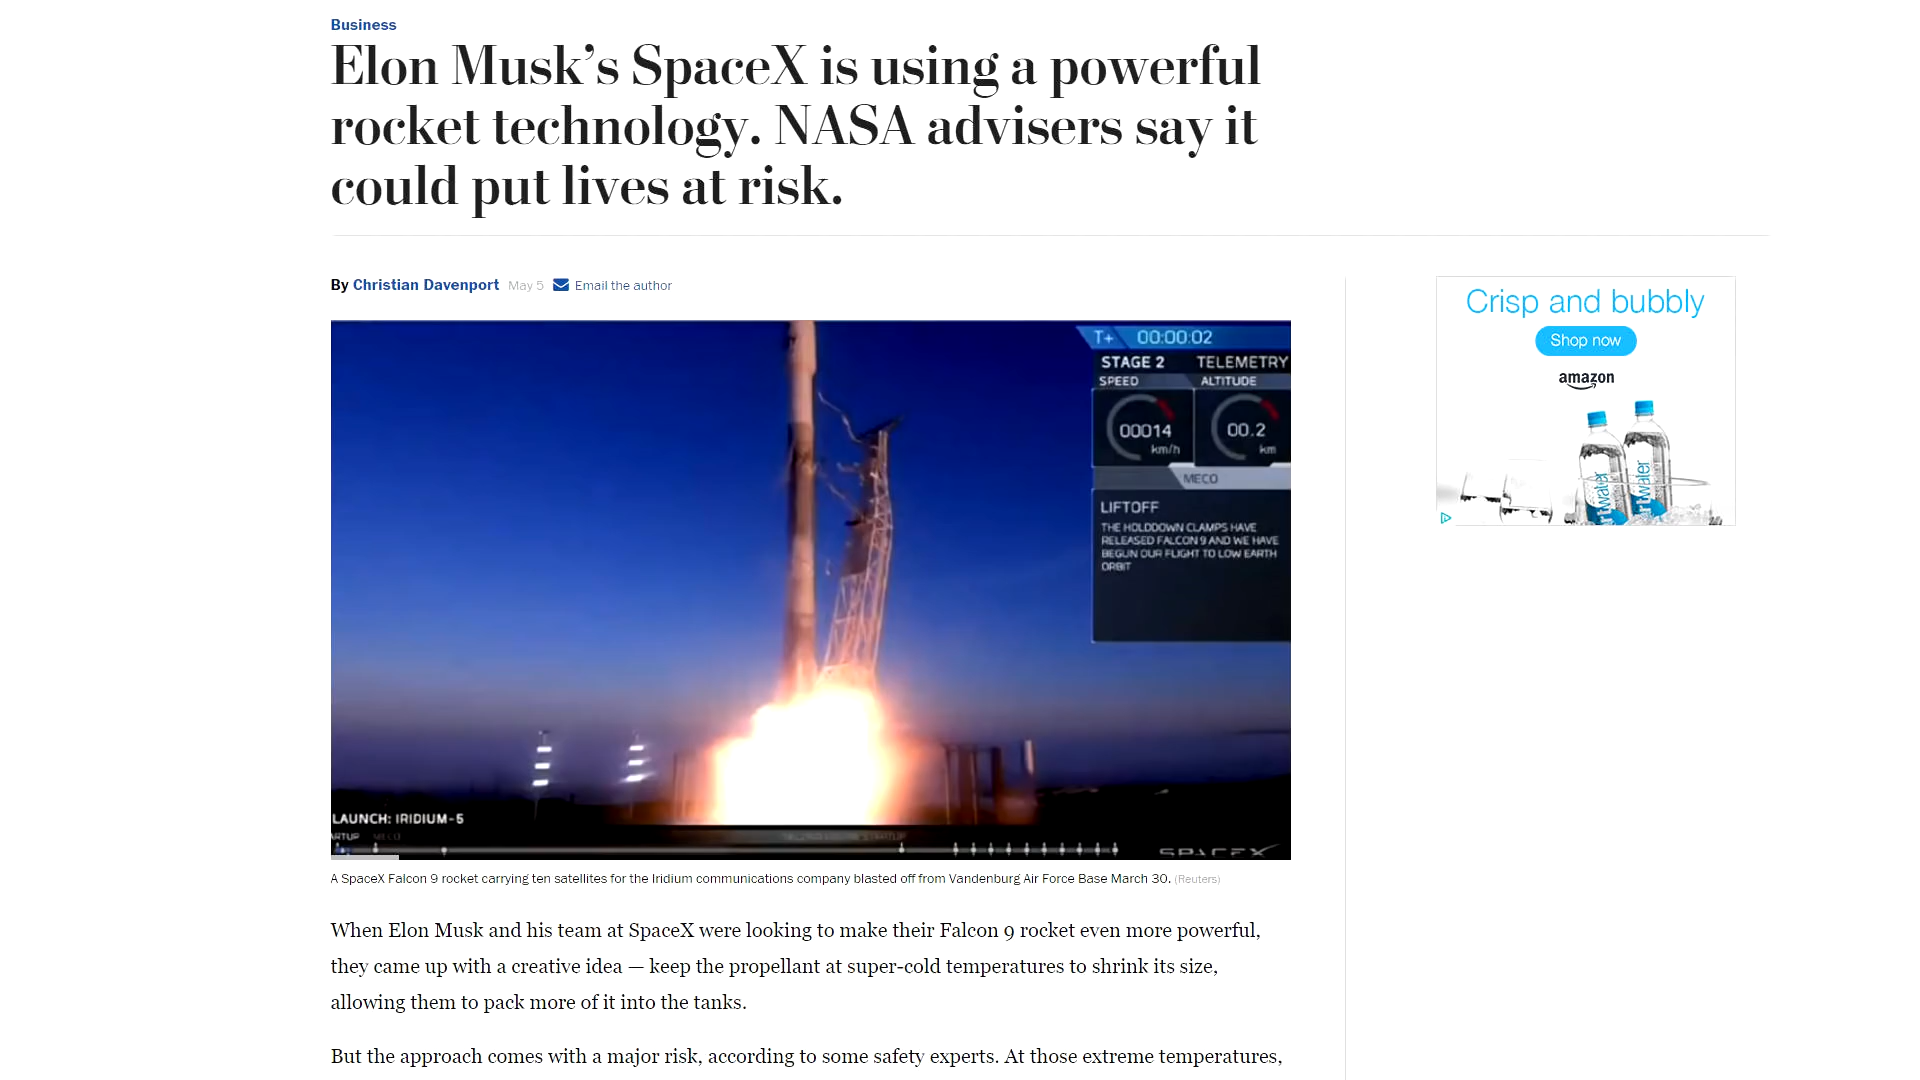 Business
Elon Musk’s SpaceX is using a powerful
rocket technology. NASA advisers say it
could put lives at risk.
By Christian Davenport May 5 Email the author
T+ 00:00:02
STAGE 2 TELEMETRY
SPEED ALTITUDE
00014 00.2
km/h km
MECO
LIFTOFF
THE HOLDDOWN CLAMPS HAVE
RELEASED FALCON 9 AND WE HAVE
BEGUN OUR FLIGHT TO LOW EARTH
ORBIT
LAUNCH: IRIDIUM-5
MECO
SPACEX
A SpaceX Falcon 9 rocket carrying ten satellites for the Iridium communications company blasted off from Vandenburg Air Force Base March 30. (Reuters)
When Elon Musk and his team at SpaceX were looking to make their Falcon 9 rocket even more powerful,
they came up with a creative idea — keep the propellant at super-cold temperatures to shrink its size,
allowing them to pack more of it into the tanks.
But the approach comes with a major risk, according to some safety experts. At those extreme temperatures,
Crisp and bubbly
Shop now
amazon